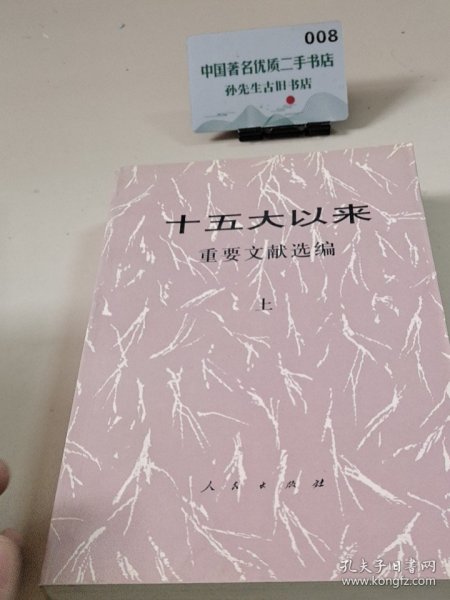 008
中国著名优质二手书店
孙先生古旧书店
十五大以来
重要文献选编
上
人民出版社
孔夫子旧书网
www.kongfz.com